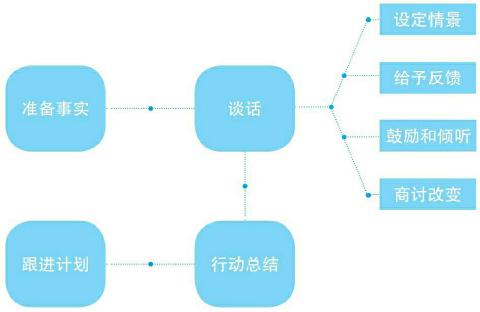 设定情景
给予反馈
准备事实
谈话
鼓励和倾听
商讨改变
跟进计划
行动总结